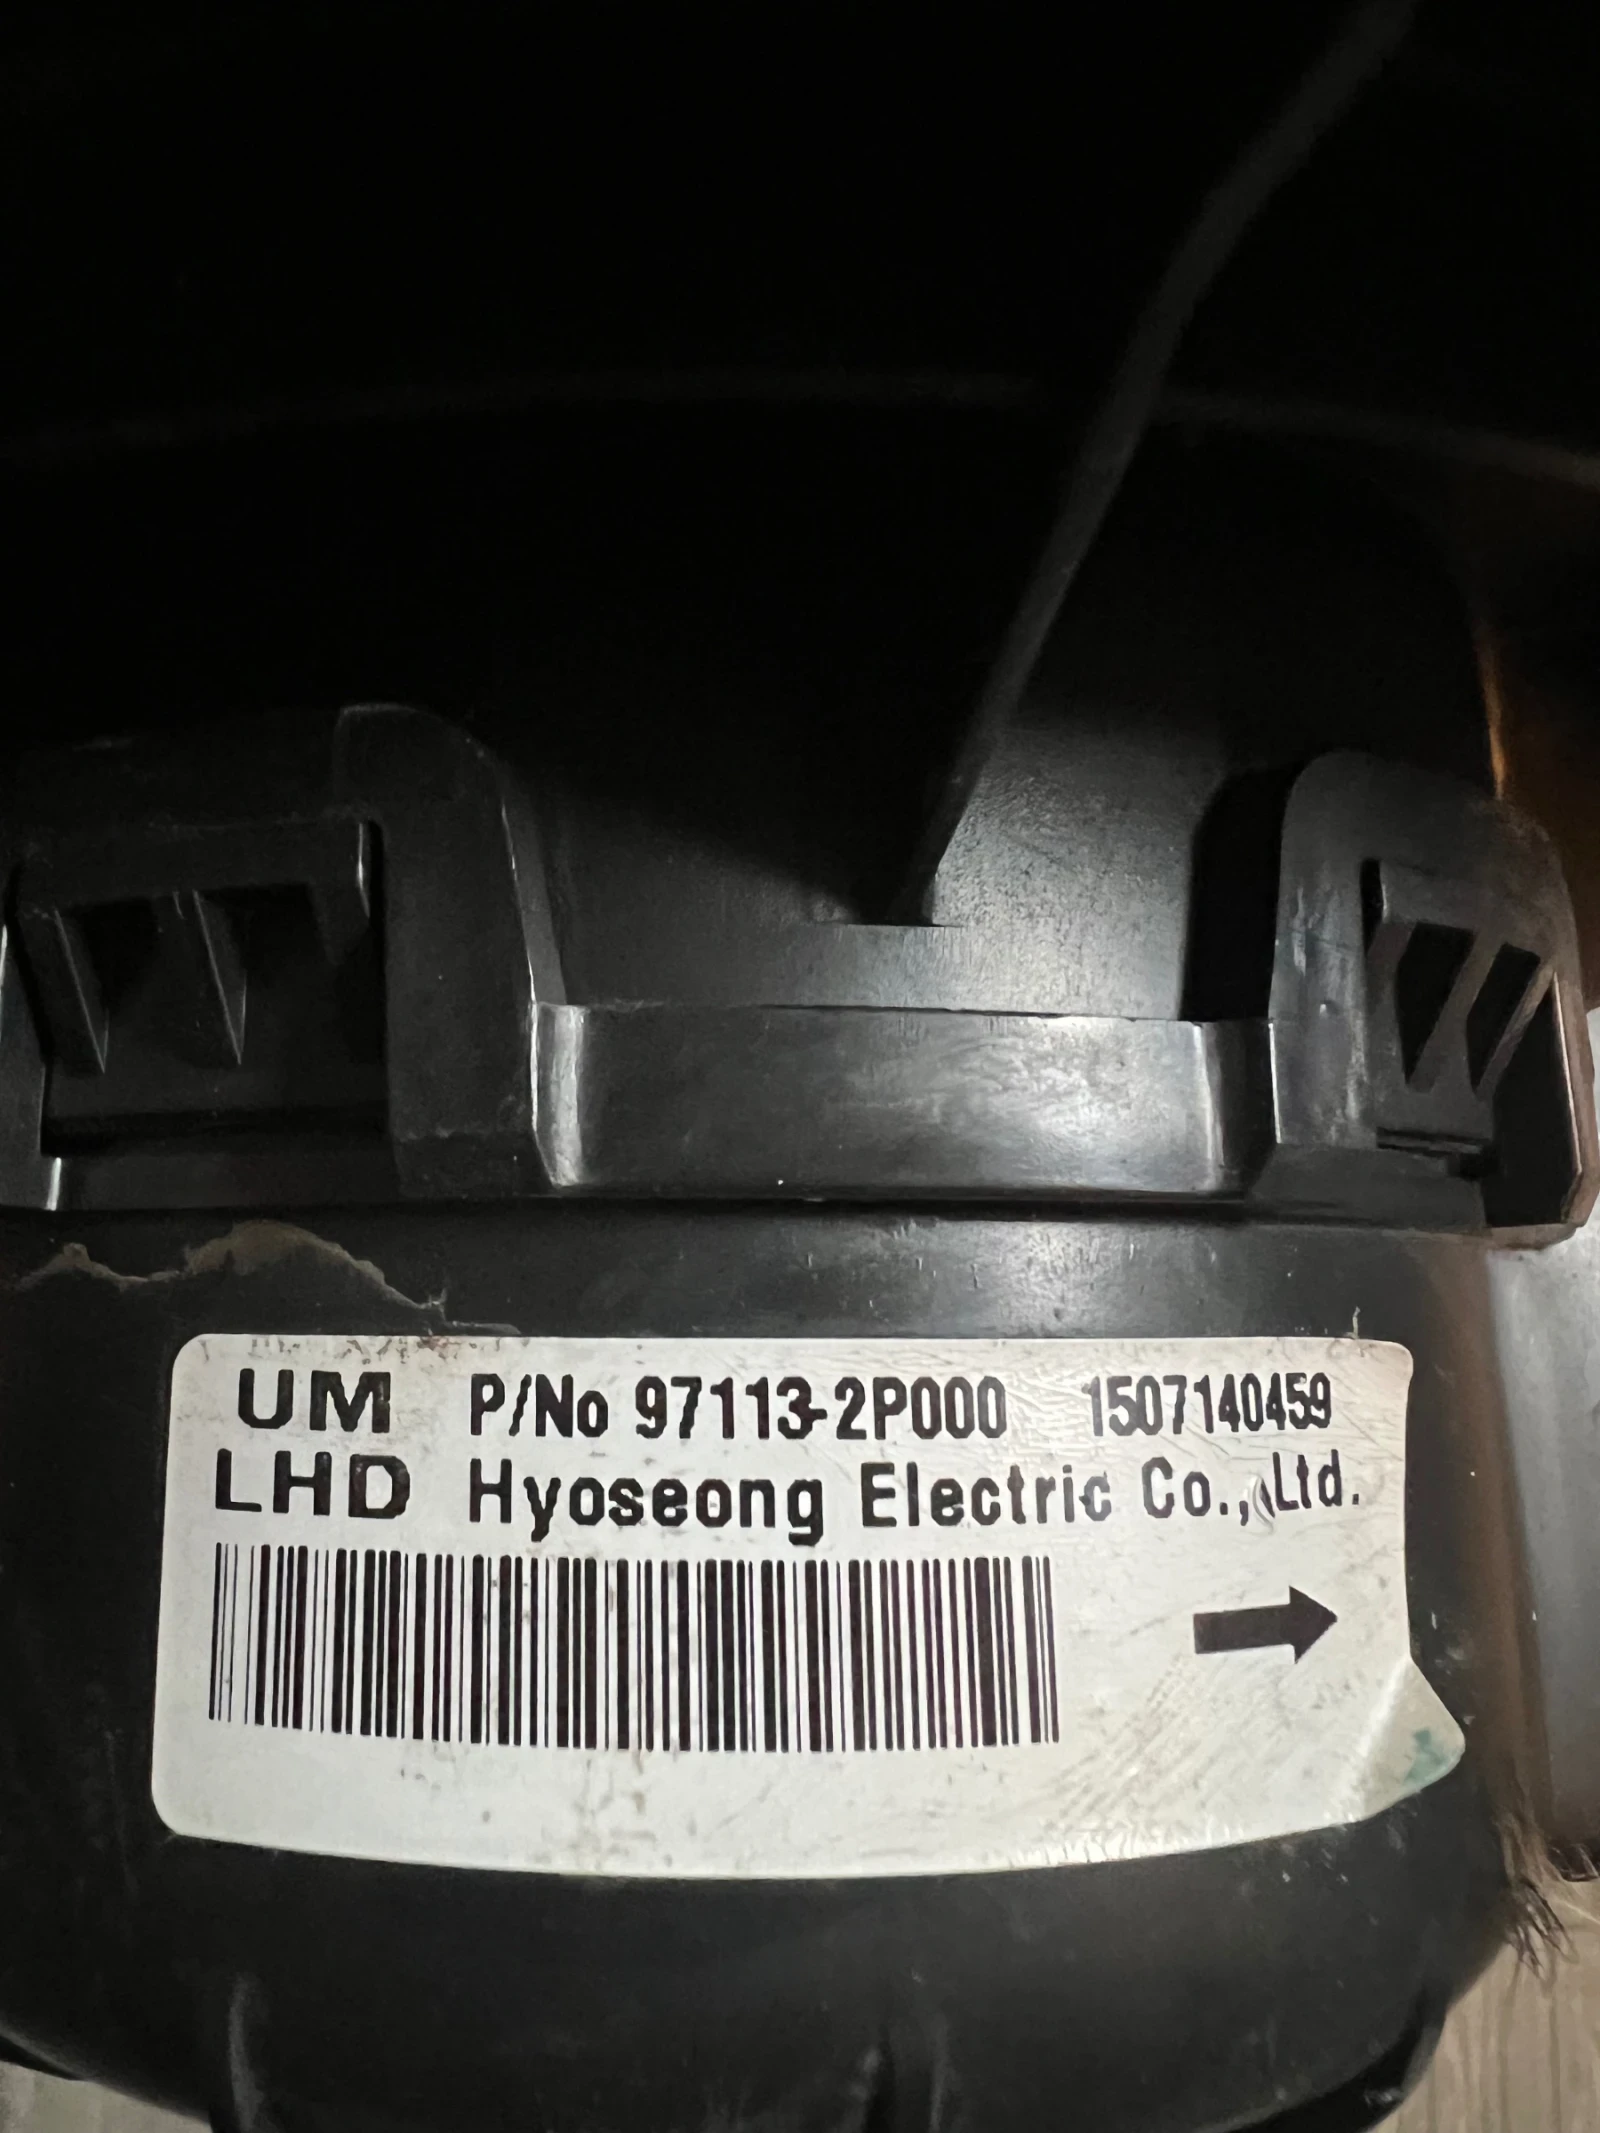 UM P/No 97113-2P000 1507140459
LHD Hyoseong Electric Co., Ltd.